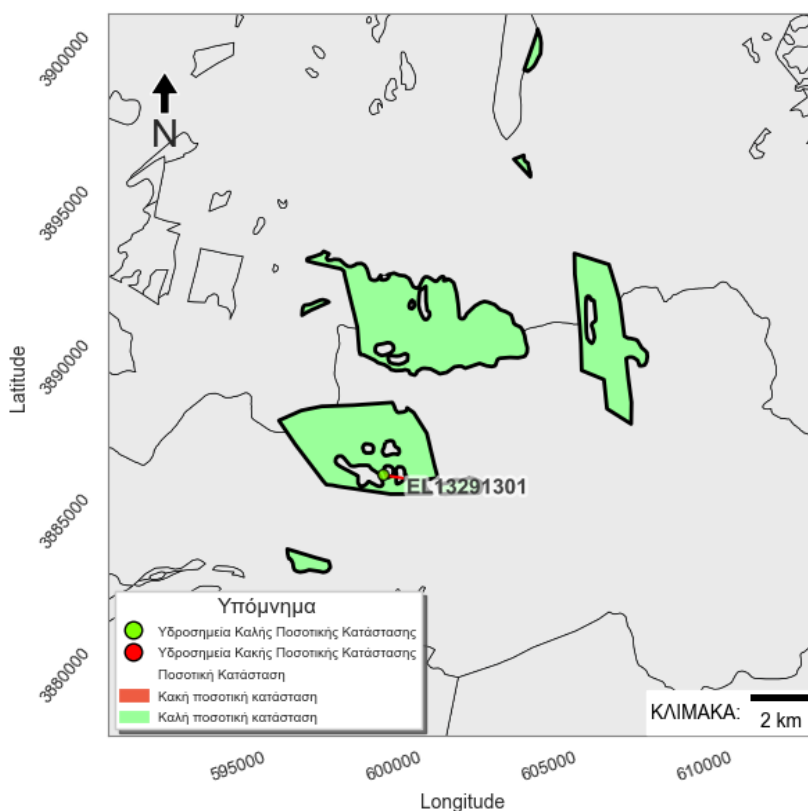 3900000
N
3895000
3890000
Latitude
EL13291301
3885000
Υπόμνημα
Υδροσημεία Καλής Ποσοτικής Κατάστασης
Υδροσημεία Κακής Ποσοτικής Κατάστασης
Ποσοτική Κατάσταση
Κακή ποσοτική κατάσταση
Καλή ποσοτική κατάσταση
3880000
ΚΛΙΜΑΚΑ:
2 km
595000
600000
605000
610000
Longitude